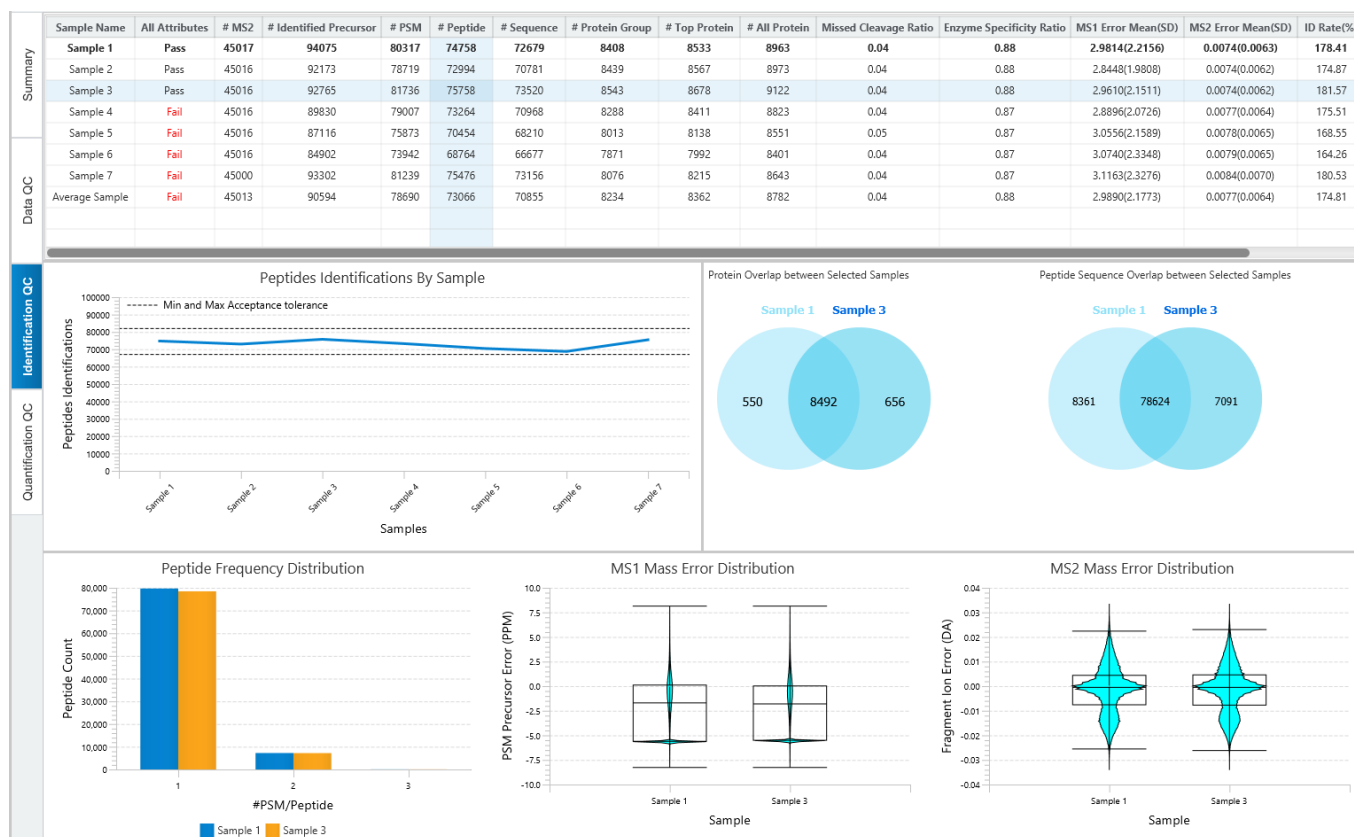 Summary
Data QC
Identification QC
Quantification QC
Sample Name All Attributes # MS2 # Identified Precursor # PSM # Peptide # Sequence # Protein Group # Top Protein # All Protein Missed Cleavage Ratio Enzyme Specificity Ratio MS1 Error Mean(SD) MS2 Error Mean(SD) ID Rate(%
Sample 1 Pass 45017 94075 80317 74758 72679 8408 8533 8963 0.04 0.88 2.9814(2.2156) 0.0074(0.0063) 178.41
Sample 2 Pass 45016 92173 78719 72994 70781 8439 8567 8973 0.04 0.88 2.8448(1.9808) 0.0074(0.0062) 174.87
Sample 3 Pass 45016 92765 81736 75758 73520 8543 8678 9122 0.04 0.88 2.9610(2.1511) 0.0074(0.0062) 181.57
Sample 4 Fail 45016 89830 79007 73264 70968 8288 8411 8823 0.04 0.87 2.8896(2.0726) 0.0077(0.0064) 175.51
Sample 5 Fail 45016 87116 75873 70454 68210 8013 8138 8551 0.05 0.87 3.0556(2.1589) 0.0078(0.0065) 168.55
Sample 6 Fail 45016 84902 73942 68764 66677 7871 7992 8401 0.04 0.87 3.0740(2.3348) 0.0079(0.0065) 164.26
Sample 7 Fail 45000 93302 81239 75476 73156 8076 8215 8643 0.04 0.87 3.1163(2.3276) 0.0084(0.0070) 180.53
Average Sample Fail 45013 90594 78690 73066 70855 8234 8362 8782 0.04 0.88 2.9890(2.1773) 0.0077(0.0064) 174.81
Peptides Identifications By Sample
Min and Max Acceptance tolerance
Peptides Identifications
100000
90000
80000
70000
60000
50000
40000
30000
20000
10000
0
Sample 1 Sample 2 Sample 3 Sample 4 Sample 5 Sample 6 Sample 7
Samples
Protein Overlap between Selected Samples
Sample 1 Sample 3
550 8492 656
Peptide Sequence Overlap between Selected Samples
Sample 1 Sample 3
8361 78624 7091
Peptide Frequency Distribution
Peptide Count
80,000
70,000
60,000
50,000
40,000
30,000
20,000
10,000
0
1 2 3
#PSM/Peptide
Sample 1 Sample 3
MS1 Mass Error Distribution
PSM Precursor Error (PPM)
10.0
7.5
5.0
2.5
0.0
-2.5
-5.0
-7.5
-10.0
Sample 1 Sample 3
Sample
MS2 Mass Error Distribution
Fragment Ion Error (DA)
0.04
0.03
0.02
0.01
0.00
-0.01
-0.02
-0.03
-0.04
Sample 1 Sample 3
Sample